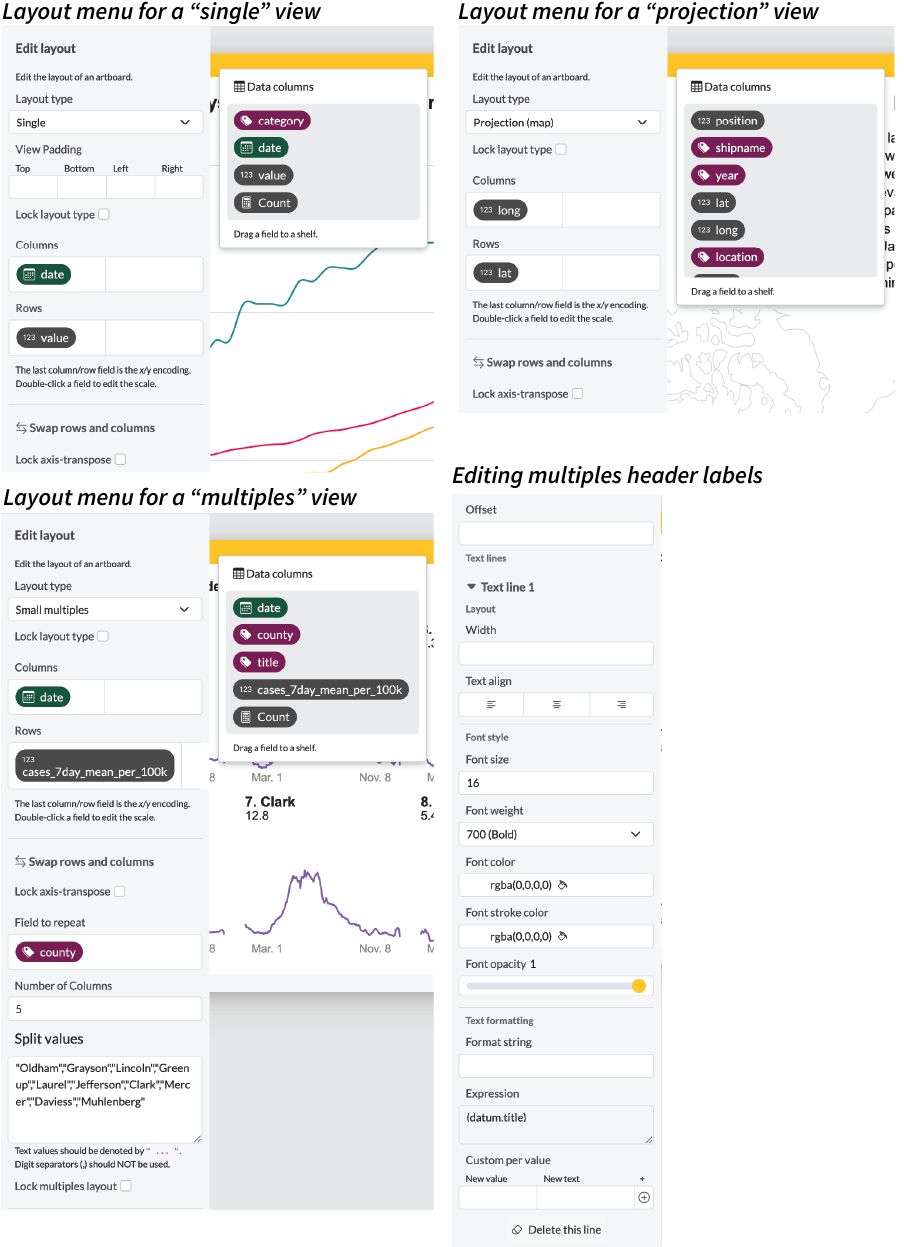 Layout menu for a “single” view
Edit layout
Edit the layout of an artboard.
Layout type
Single
View Padding
Top Bottom Left Right
Lock layout type
Columns
date
Rows
123 value
The last column/row field is the x/y encoding.
Double-click a field to edit the scale.
Swap rows and columns
Lock axis-transpose
Data columns
category
date
123 value
Count
Drag a field to a shelf.
Layout menu for a “projection” view
Edit layout
Edit the layout of an artboard.
Layout type
Projection (map)
Lock layout type
Columns
123 long
Rows
123 lat
The last column/row field is the x/y encoding.
Double-click a field to edit the scale.
Swap rows and columns
Lock axis-transpose
Data columns
123 position
shipname
year
123 lat
123 long
location
Drag a field to a shelf.
Layout menu for a “multiples” view
Edit layout
Edit the layout of an artboard.
Layout type
Small multiples
Lock layout type
Columns
date
Rows
123
cases_7day_mean_per_100k
The last column/row field is the x/y encoding.
Double-click a field to edit the scale.
Swap rows and columns
Lock axis-transpose
Field to repeat
county
Number of Columns
5
Split values
"Oldham","Grayson","Lincoln","Green
up","Laurel","Jefferson","Clark","Merc
er","Daviess","Muhlenberg"
Text values should be denoted by " ... ".
Digit separators (,) should NOT be used.
Lock multiples layout
Data columns
date
county
title
123 cases_7day_mean_per_100k
Count
Drag a field to a shelf.
8 Mar. 1 Nov. 8 M
7. Clark 8.
12.8 5.4
8 Mar. 1 Nov. 8 M
Editing multiples header labels
Offset
Text lines
Text line 1
Layout
Width
Text align
Font style
Font size
16
Font weight
700 (Bold)
Font color
rgba(0,0,0,0)
Font stroke color
rgba(0,0,0,0)
Font opacity 1
Text formatting
Format string
Expression
(datum.title)
Custom per value
New value New text +
Delete this line